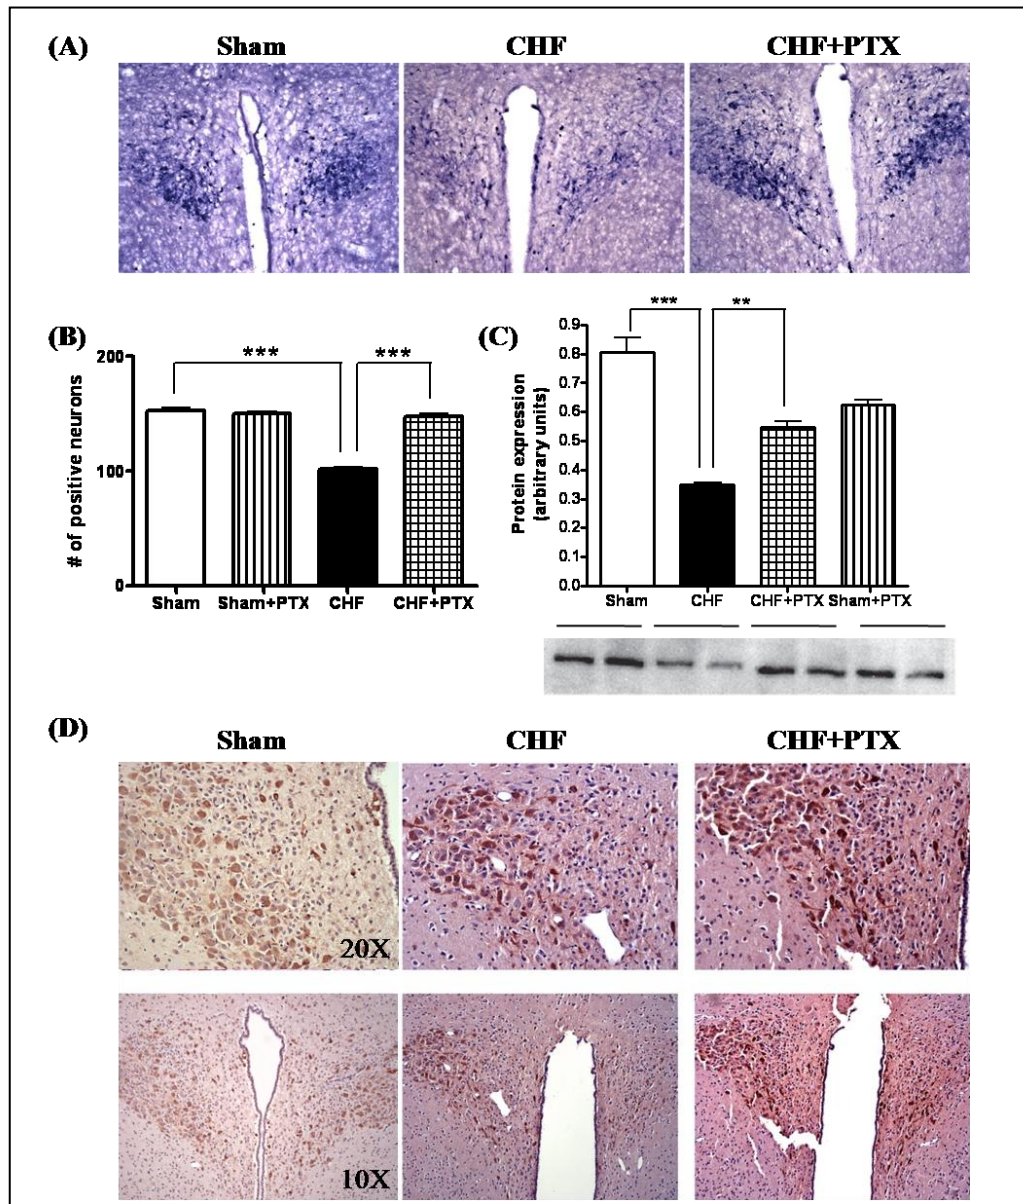 (A)
Sham CHF CHF+PTX
(B)
200
100
0
# of positive neurons
*** ***
Sham Sham+PTX CHF CHF+PTX
(C)
*** **
0.9
0.8
0.7
0.6
0.5
0.4
0.3
0.2
0.1
0.0
Protein expression
(arbitrary units)
Sham CHF CHF+PTX Sham+PTX
(D)
Sham CHF CHF+PTX
20X
10X